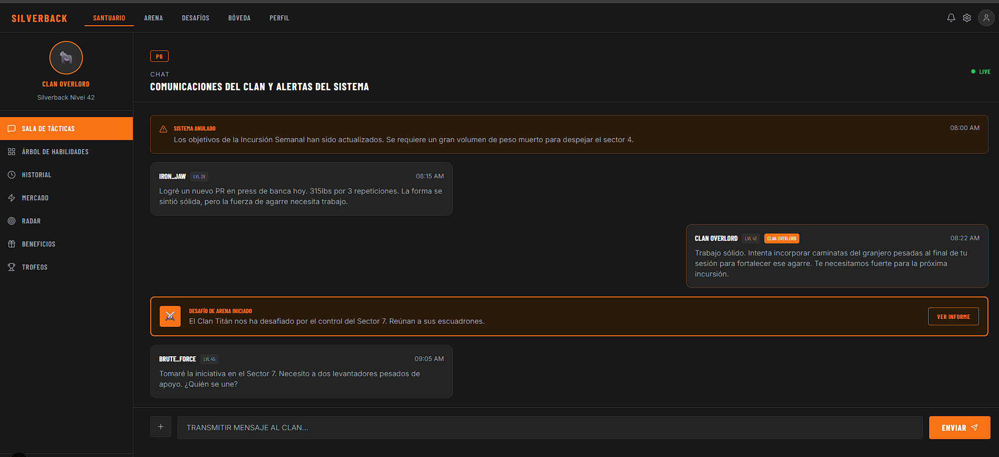 SILVERBACK
SANTUARIO
ARENA
DESAFÍOS
BÓVEDA
PERFIL
CLAN OVERLORD
Silverback Nivel 42
SALA DE TÁCTICAS
ÁRBOL DE HABILIDADES
HISTORIAL
MERCADO
RADAR
BENEFICIOS
TROFEOS
P6
CHAT
COMUNICACIONES DEL CLAN Y ALERTAS DEL SISTEMA
LIVE
SISTEMA ANULADO
08:00 AM
Los objetivos de la Incursión Semanal han sido actualizados. Se requiere un gran volumen de peso muerto para despejar el sector 4.
IRON_JAW LVL 38 08:15 AM
Logré un nuevo PR en press de banca hoy. 315lbs por 3 repeticiones. La forma se
sintió sólida, pero la fuerza de agarre necesita trabajo.
CLAN OVERLORD LVL 42 CLAN OVERLORD 08:22 AM
Trabajo sólido. Intenta incorporar caminatas del granjero pesadas al final de tu
sesión para fortalecer ese agarre. Te necesitamos fuerte para la próxima
incursión.
DESAFÍO DE ARENA INICIADO
El Clan Titán nos ha desafiado por el control del Sector 7. Reúnan a sus escuadrones.
VER INFORME
BRUTE_FORCE LVL 45 09:05 AM
Tomaré la iniciativa en el Sector 7. Necesito a dos levantadores pesados de
apoyo. ¿Quién se une?
TRANSMITIR MENSAJE AL CLAN...
ENVIAR